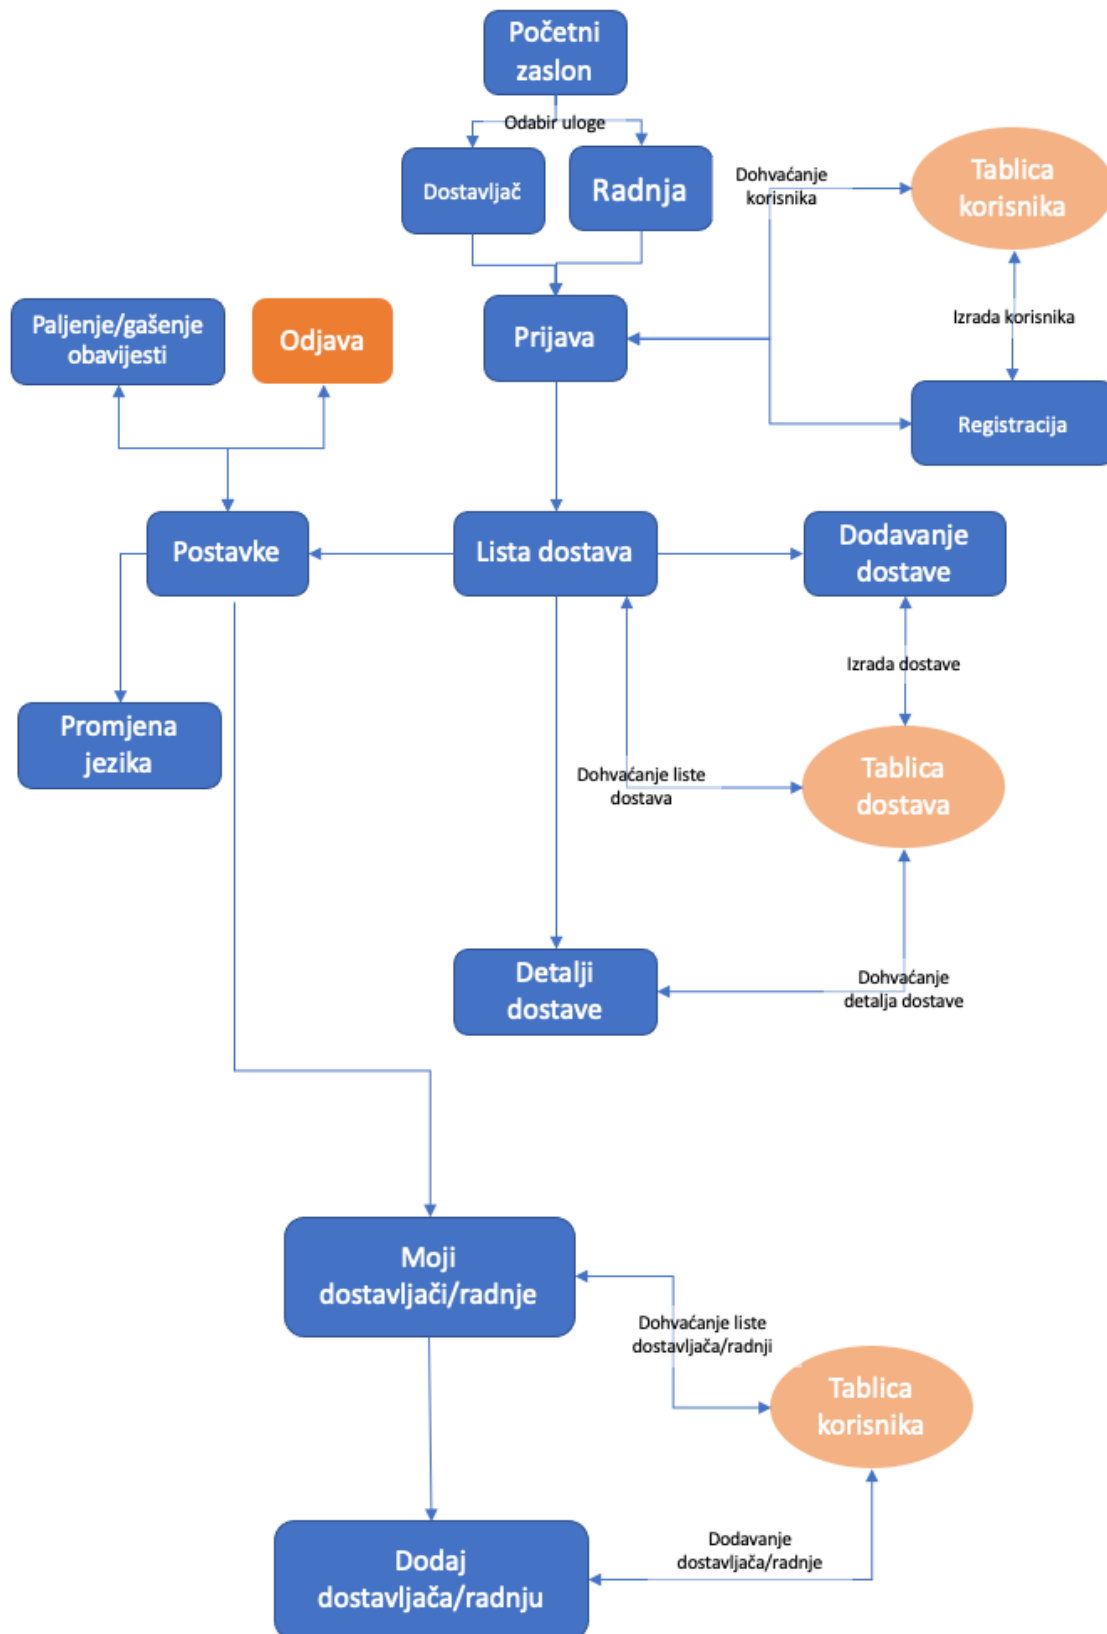 Početni
zaslon
Odabir uloge
Dostavljač
Radnja
Dohvaćanje
korisnika
Tablica
korisnika
Paljenje/gašenje
obavijesti
Odjava
Prijava
Izrada korisnika
Registracija
Postavke
Lista dostava
Dodavanje
dostave
Izrada dostave
Promjena
jezika
Dohvaćanje liste
dostava
Tablica
dostava
Detalji
dostave
Dohvaćanje
detalja dostave
Moji
dostavljači/radnje
Dohvaćanje liste
dostavljača/radnji
Tablica
korisnika
Dodaj
dostavljača/radnju
Dodavanje
dostavljača/radnje